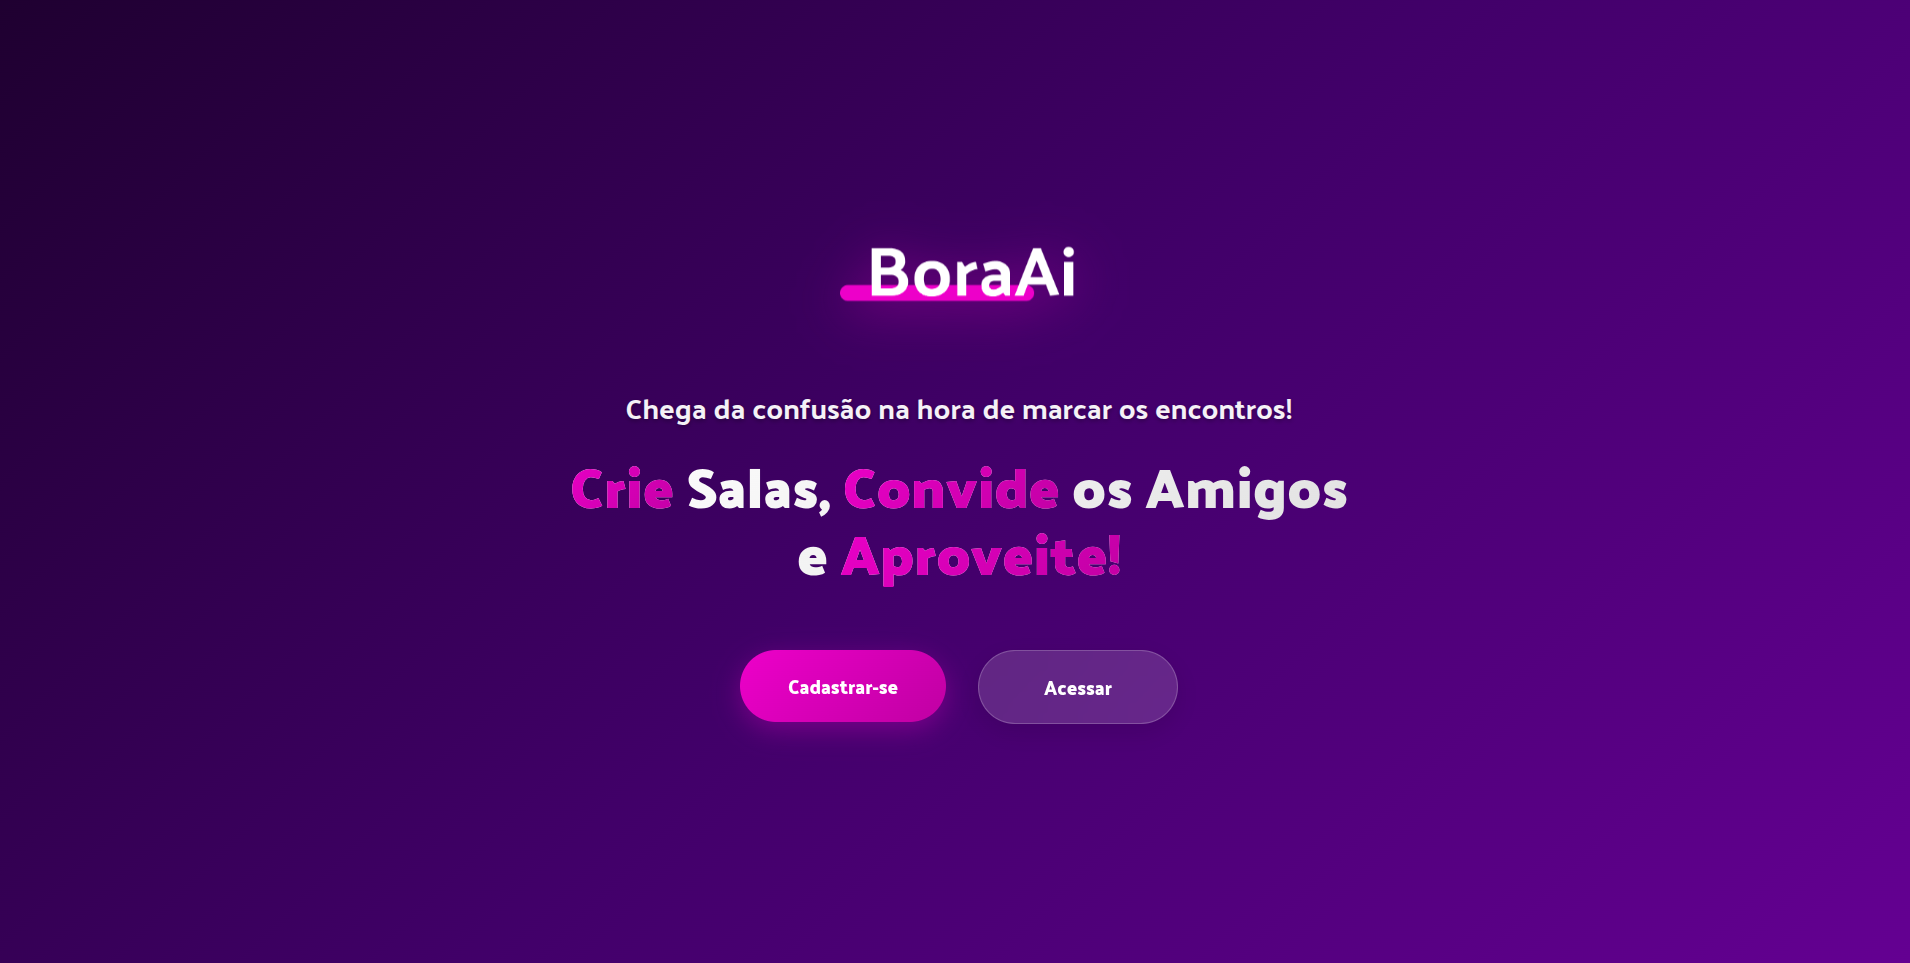 BoraAi
Chega da confusão na hora de marcar os encontros!
Crie Salas, Convide os Amigos
e Aproveite!
Cadastrar-se
Acessar